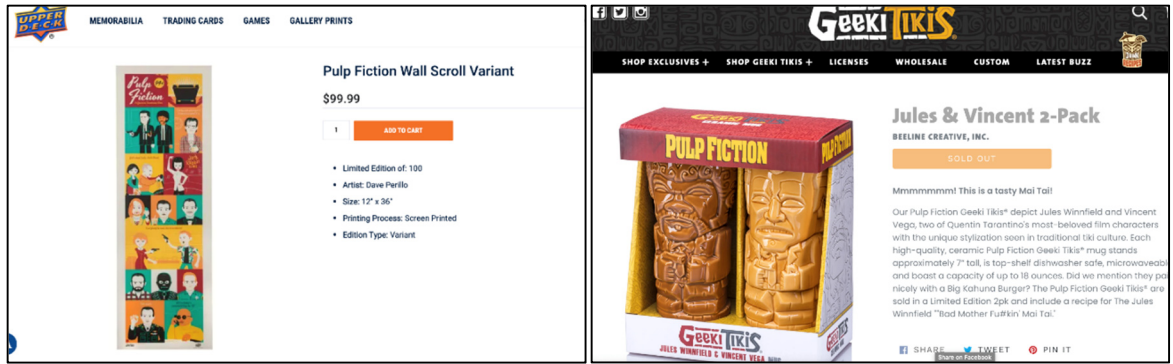 UPPER
DECK
MEMORABILIA TRADING CARDS GAMES GALLERY PRINTS
Pulp
Fiction
Pulp Fiction Wall Scroll Variant
$99.99
1 ADD TO CART
• Limited Edition of: 100
• Artist: Dave Perillo
• Size: 12" x 36"
• Printing Process: Screen Printed
• Edition Type: Variant
GEEKI TIKIS
SHOP EXCLUSIVES + SHOP GEEKI TIKIS + LICENSES WHOLESALE CUSTOM LATEST BUZZ
PULP FICTION
PULP FICTION
GEEKI TIKIS
JULES WINNFIELD & VINCENT VEGA
Jules & Vincent 2-Pack
BEELINE CREATIVE, INC.
SOLD OUT
Mmmmmmm! This is a tasty Mai Tai!
Our Pulp Fiction Geeki Tikis® depict Jules Winnfield and Vincent
Vega, two of Quentin Tarantino's most-beloved film characters
with the unique stylization seen in traditional tiki culture. Each
high-quality, ceramic Pulp Fiction Geeki Tikis® mug stands
approximately 7" tall, is top-shelf dishwasher safe, microwaveabl
and boast a capacity of up to 18 ounces. Did we mention they pa
nicely with a Big Kahuna Burger? The Pulp Fiction Geeki Tikis® are
sold in a Limited Edition 2pk and include a recipe for The Jules
Winnfield ""Bad Mother Fu#kin' Mai Tai."
SHARE TWEET PIN IT
Share on Facebook